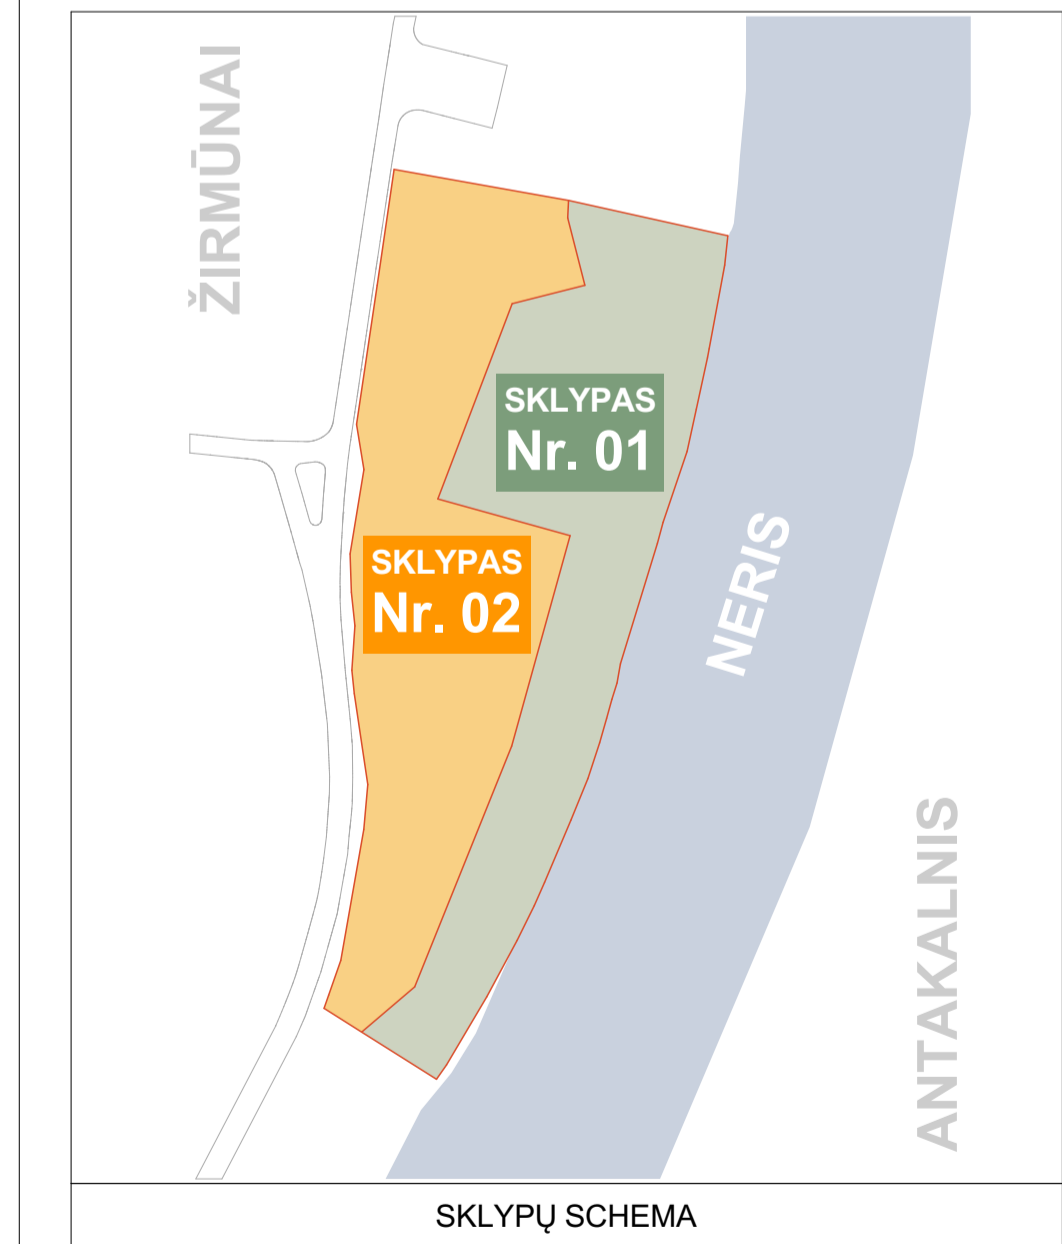 ŽIRMŪNAI
SKLYPAS
Nr. 01
SKLYPAS
Nr. 02
NERIS
ANTAKALNIS
SKLYPŲ SCHEMA